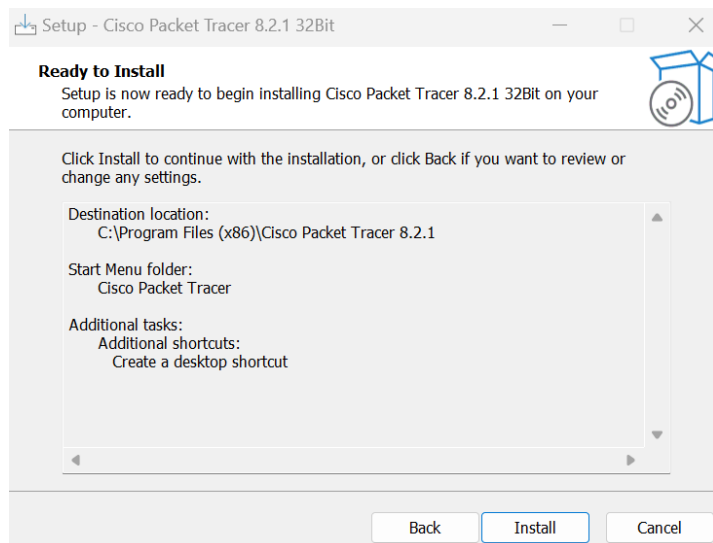 Setup - Cisco Packet Tracer 8.2.1 32Bit
Ready to Install
Setup is now ready to begin installing Cisco Packet Tracer 8.2.1 32Bit on your
computer.
Click Install to continue with the installation, or click Back if you want to review or
change any settings.
Destination location:
C:\Program Files (x86)\Cisco Packet Tracer 8.2.1
Start Menu folder:
Cisco Packet Tracer
Additional tasks:
Additional shortcuts:
Create a desktop shortcut
Back Install Cancel